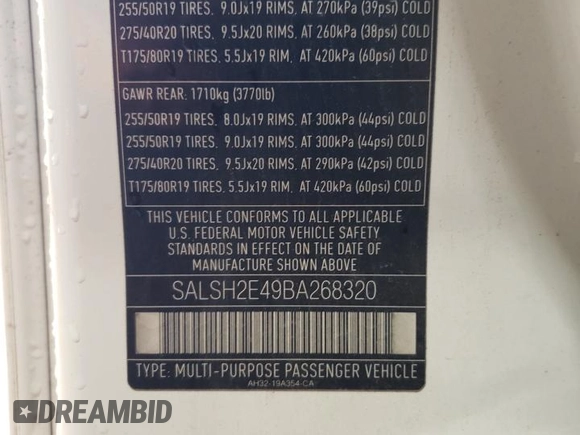 255/50R19 TIRES, 9.0Jx19 RIMS, AT 270kPa (39psi) COLD
275/40R20 TIRES, 9.5Jx20 RIMS, AT 260kPa (38psi) COLD
T175/80R19 TIRES, 5.5Jx19 RIM, AT 420kPa (60psi) COLD
GAWR REAR: 1710kg (3770lb)
255/50R19 TIRES, 8.0Jx19 RIMS, AT 300kPa (44psi) COLD
255/50R19 TIRES, 9.0Jx19 RIMS, AT 300kPa (44psi) COLD
275/40R20 TIRES, 9.5Jx20 RIMS, AT 290kPa (42psi) COLD
T175/80R19 TIRES, 5.5Jx19 RIM, AT 420kPa (60psi) COLD
THIS VEHICLE CONFORMS TO ALL APPLICABLE
U.S. FEDERAL MOTOR VEHICLE SAFETY
STANDARDS IN EFFECT ON THE DATE OF
MANUFACTURE SHOWN ABOVE
SALSH2E49BA268320
TYPE: MULTI-PURPOSE PASSENGER VEHICLE
AH32-19A354-CA
DREAMBID